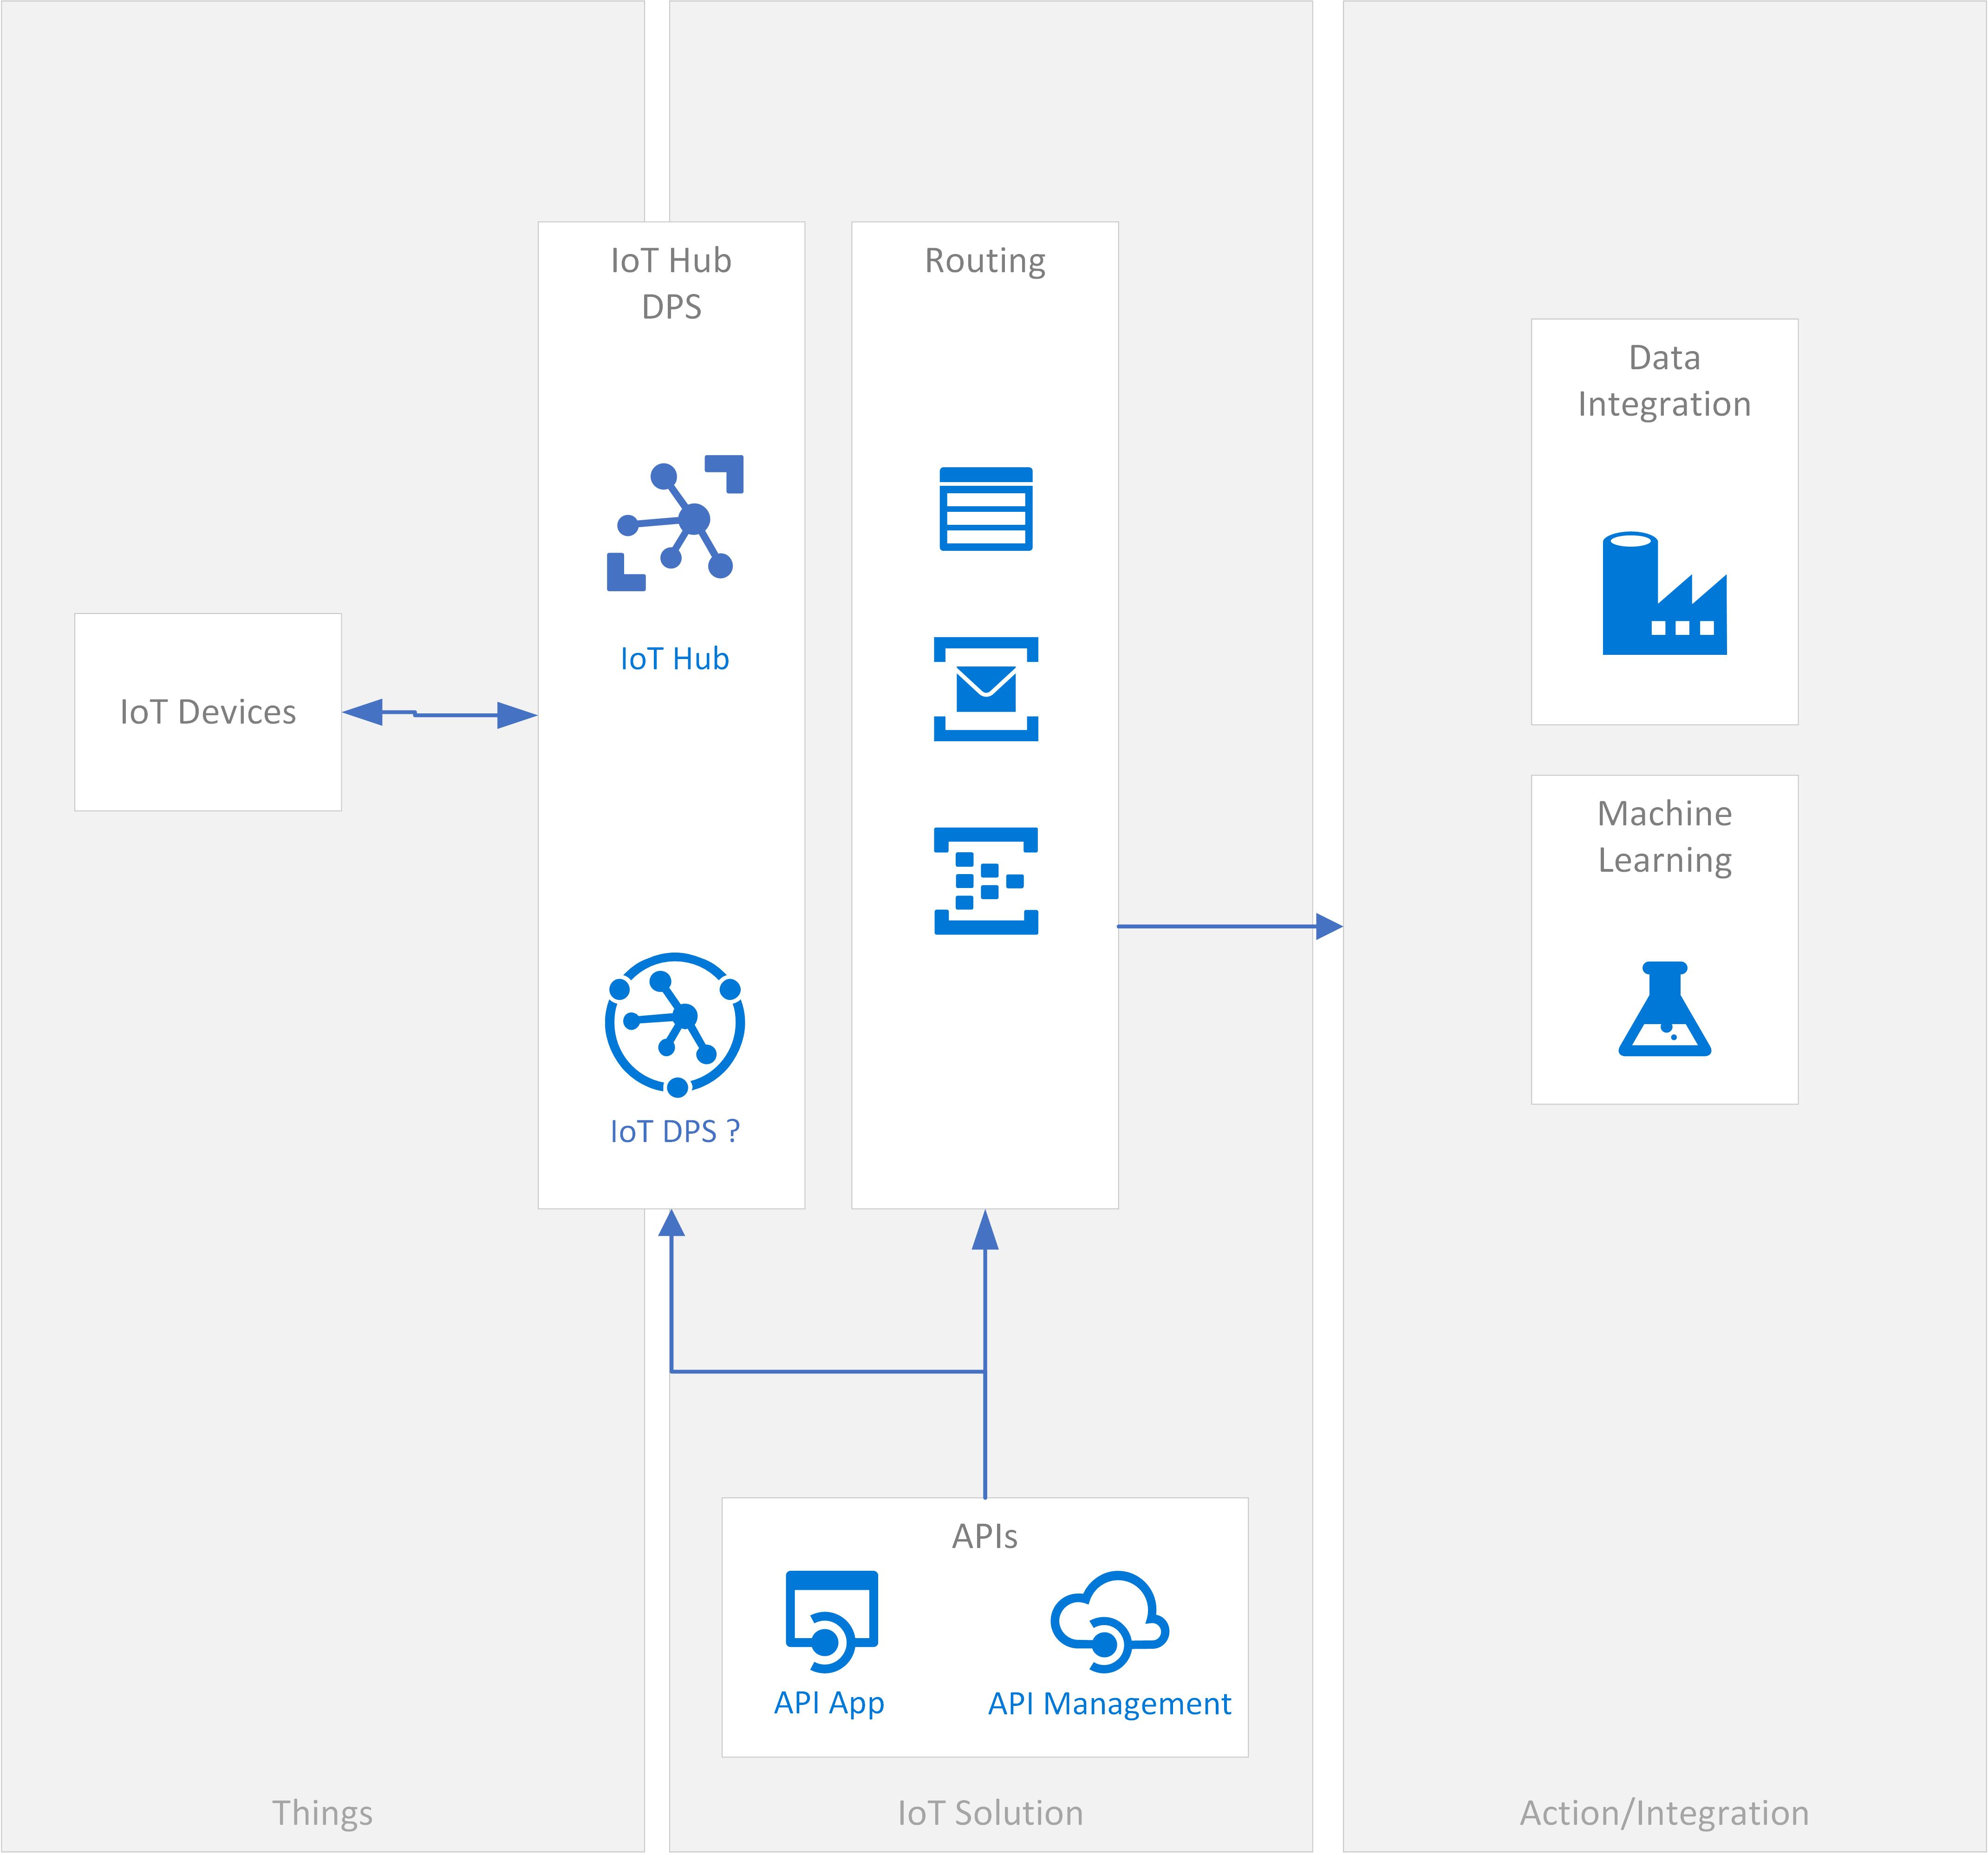 IoT Hub
DPS
Routing
Data
Integration
IoT Hub
IoT Devices
Machine
Learning
IoT DPS ?
APIs
API App
API Management
Things
IoT Solution
Action/Integration